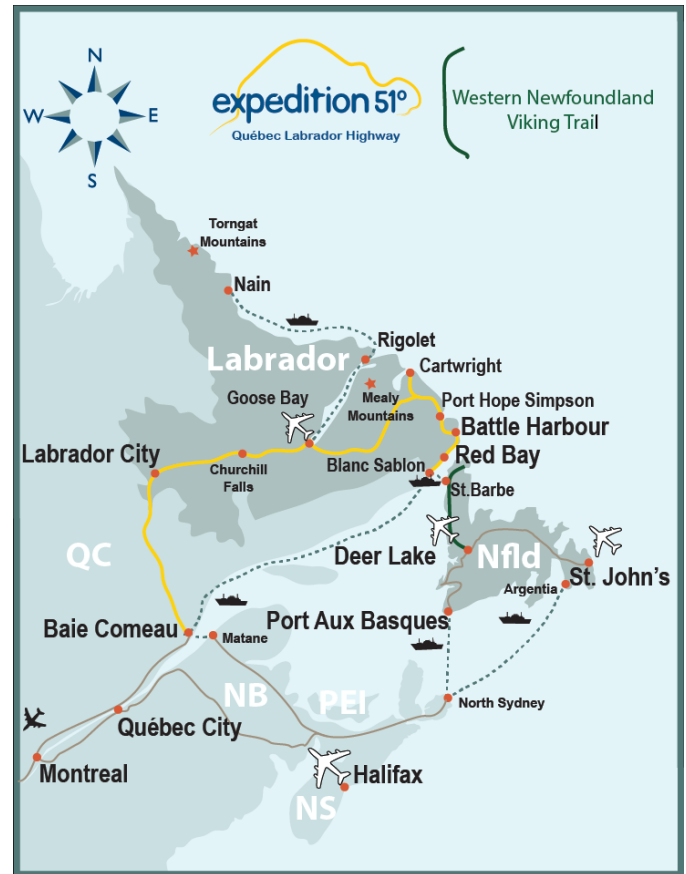 N
W
E
S
expedition 51º
Québec Labrador Highway
Western Newfoundland
Viking Trail
Torngat
Mountains
Nain
Rigolet
Labrador
Cartwright
Goose Bay
Mealy
Mountains
Port Hope Simpson
Battle Harbour
Labrador City
Churchill
Falls
Blanc Sablon
Red Bay
St.Barbe
QC
Deer Lake
Nfld
Argentia
St. John's
Baie Comeau
Matane
Port Aux Basques
NB
PEI
North Sydney
Québec City
Montreal
Halifax
NS